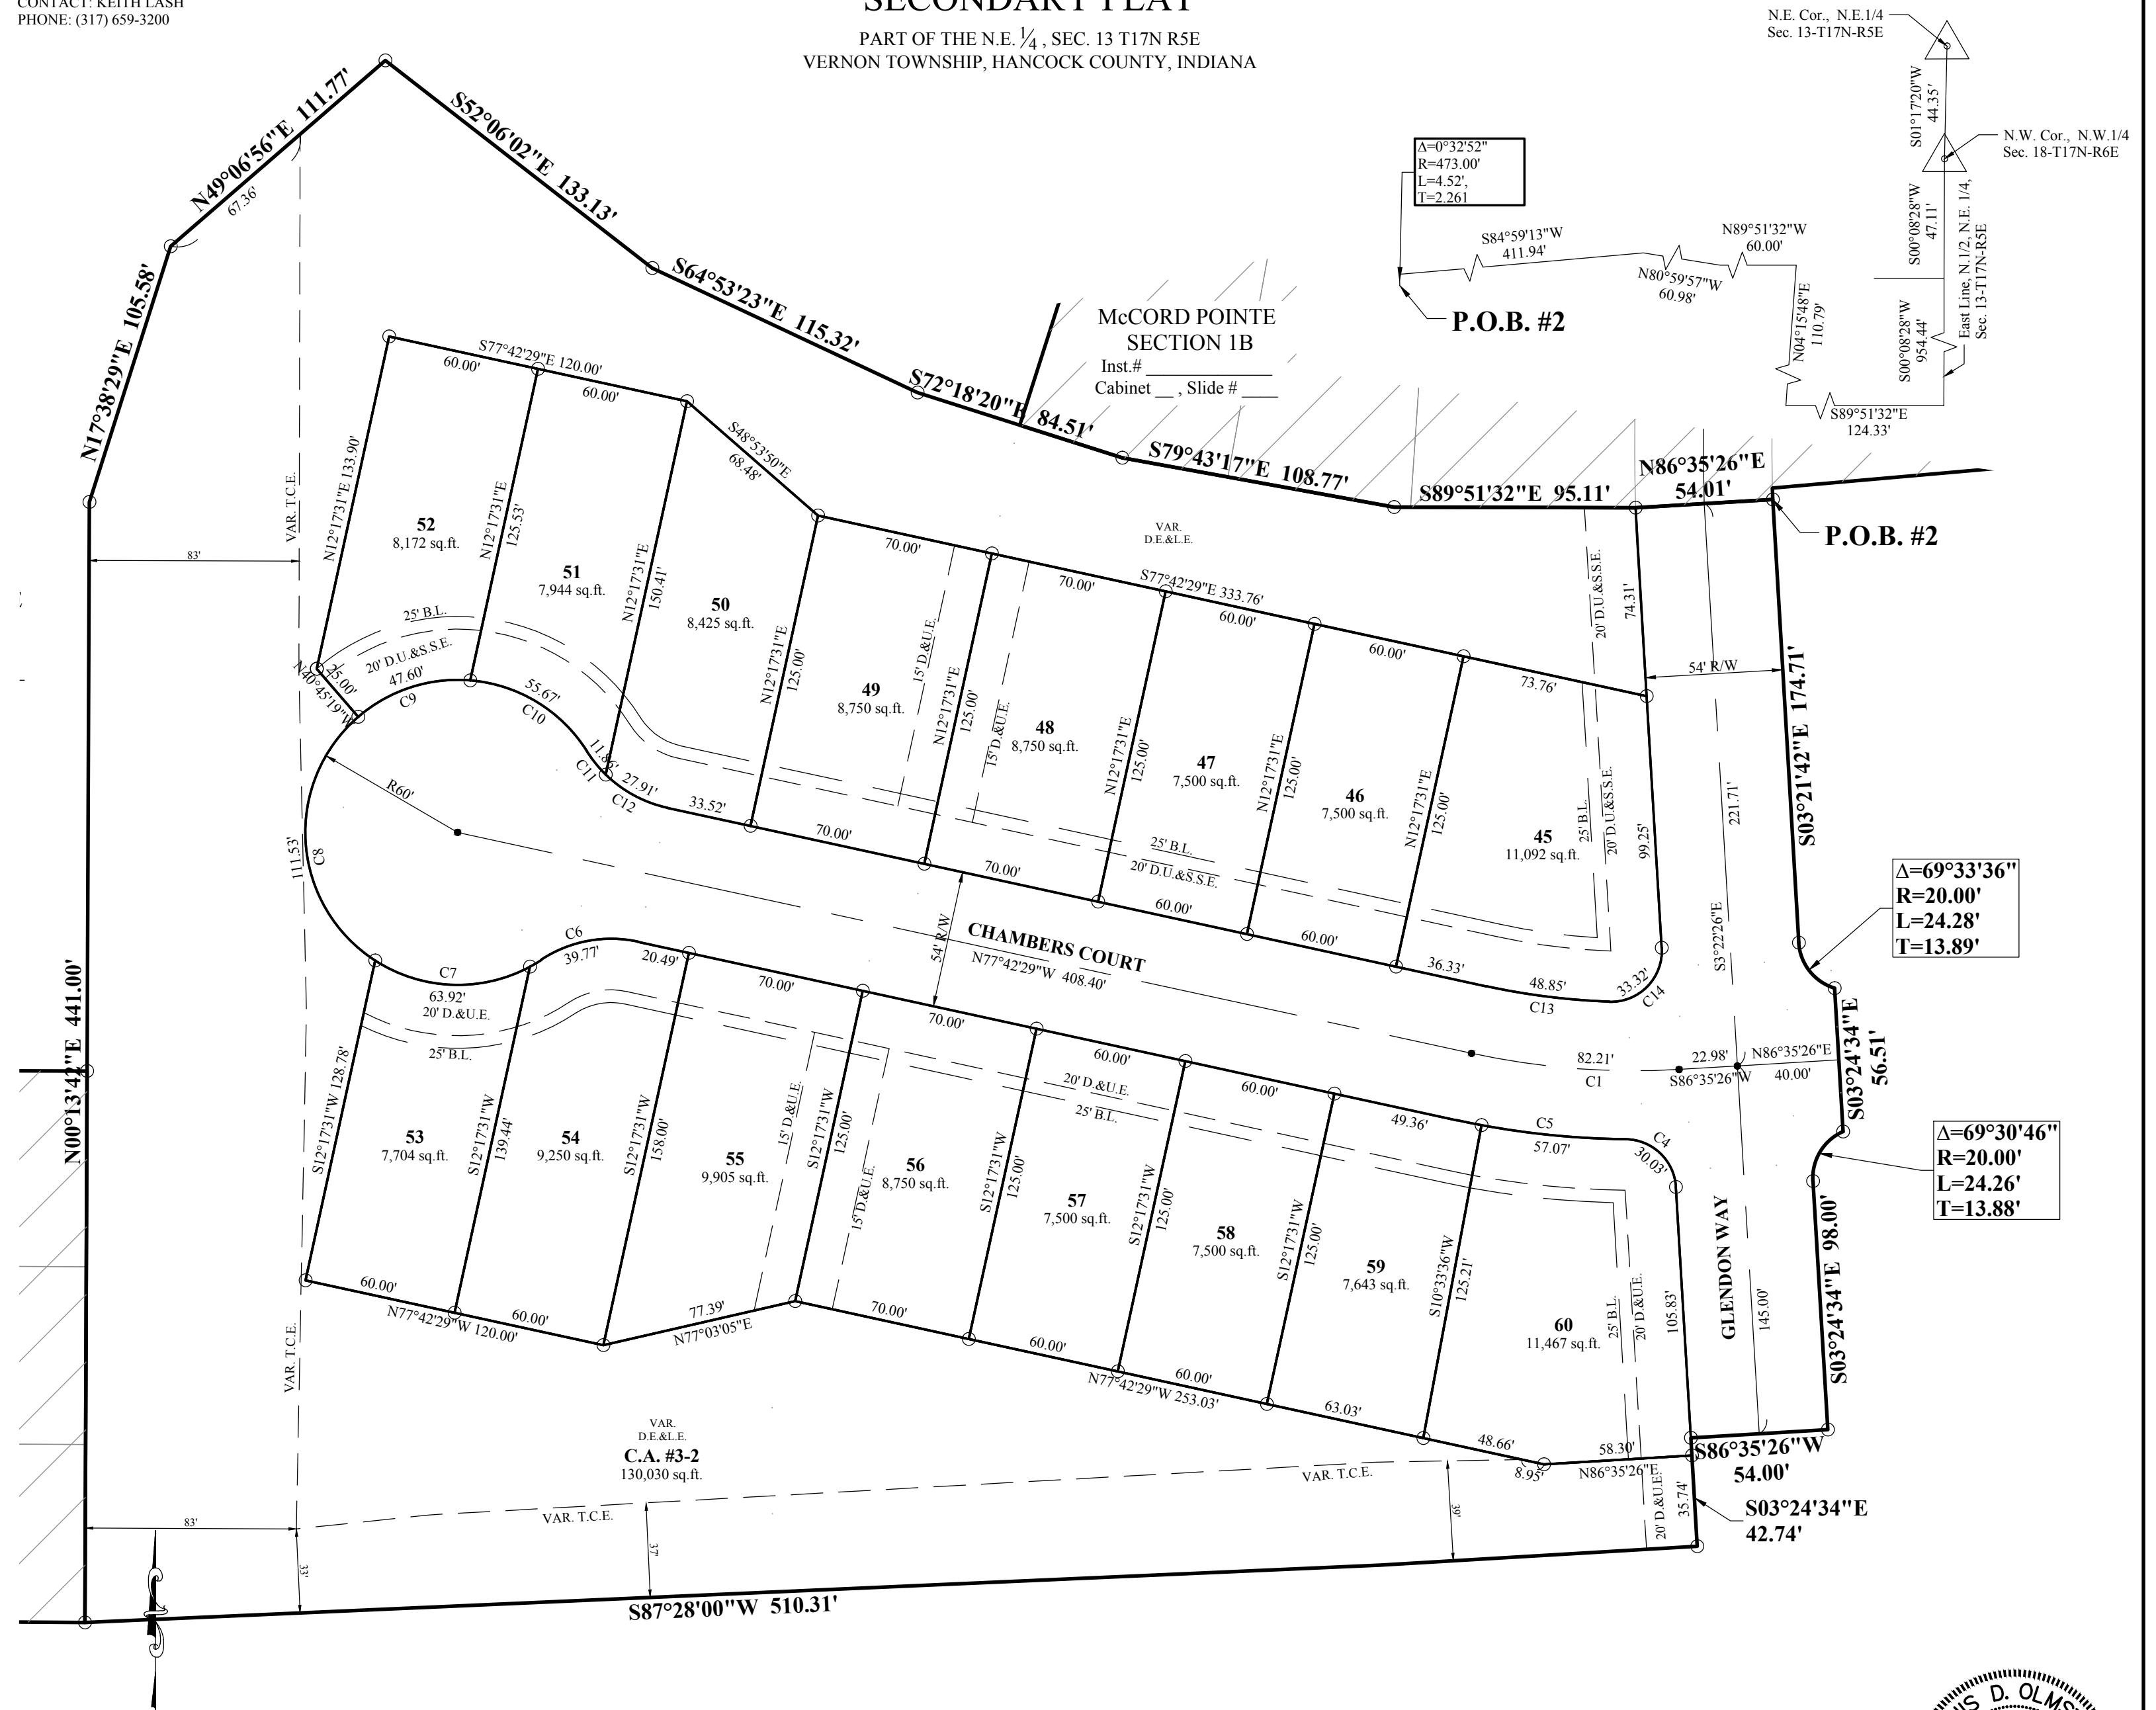 CONTACT: KEITH LASH
PHONE: (317) 659-3200
SECONDARY PLAT
PART OF THE N.E. 1/4 , SEC. 13 T17N R5E
VERNON TOWNSHIP, HANCOCK COUNTY, INDIANA
N.E. Cor., N.E.1/4
Sec. 13-T17N-R5E
S01°17'20"W
44.35'
N.W. Cor., N.W.1/4
Sec. 18-T17N-R6E
S00°08'28"W
47.11'
East Line, N.1/2, N.E. 1/4,
Sec. 13-T17N-R5E
S00°08'28"W
954.44'
S89°51'32"E
124.33'
N04°15'48"E
110.79'
N89°51'32"W
60.00'
N80°59'57"W
60.98'
S84°59'13"W
411.94'
Δ=0°32'52"
R=473.00'
L=4.52',
T=2.261
P.O.B. #2
McCORD POINTE
SECTION 1B
Inst.# ____________
Cabinet __ , Slide # ____
N49°06'56"E 111.77'
67.36'
S52°06'02"E 133.13'
S64°53'23"E 115.32'
S72°18'20"E 84.51'
S79°43'17"E 108.77'
S89°51'32"E 95.11'
N86°35'26"E
54.01'
P.O.B. #2
N17°38'29"E 105.58'
N00°13'42"E 441.00'
VAR. T.C.E.
83'
S77°42'29"E 120.00'
60.00'
60.00'
S48°53'50"E
68.48'
N12°17'31"E 133.90'
52
8,172 sq.ft.
N12°17'31"E
125.53'
51
7,944 sq.ft.
N12°17'31"E
150.41'
50
8,425 sq.ft.
N12°17'31"E
125.00'
49
8,750 sq.ft.
15' D.&U.E.
N12°17'31"E
125.00'
15' D.&U.E.
48
8,750 sq.ft.
N12°17'31"E
125.00'
47
7,500 sq.ft.
N12°17'31"E
125.00'
46
7,500 sq.ft.
N12°17'31"E
125.00'
45
11,092 sq.ft.
VAR.
D.E.&L.E.
70.00'
70.00'
S77°42'29"E 333.76'
60.00'
60.00'
73.76'
20' D.U.&S.S.E.
74.31'
54' R/W
25' B.L.
20' D.U.&S.S.E.
99.25'
221.71'
S3°22'26"E
S03°21'42"E 174.71'
25' B.L.
20' D.U.&S.S.E.
N40°45'19"W
25.00'
47.60'
C9
55.67'
C10
11.86'
C11
27.91'
C12
33.52'
70.00'
70.00'
60.00'
60.00'
36.33'
25' B.L.
20' D.U.&S.S.E.
48.85'
C13
33.32'
C14
R60'
111.53'
C8
CHAMBERS COURT
N77°42'29"W 408.40'
54' R/W
82.21'
C1
22.98'
S86°35'26"W
N86°35'26"E
40.00'
Δ=69°33'36"
R=20.00'
L=24.28'
T=13.89'
S03°24'34"E
56.51'
Δ=69°30'46"
R=20.00'
L=24.26'
T=13.88'
S03°24'34"E 98.00'
C7
63.92'
20' D.&U.E.
25' B.L.
C6
39.77'
20.49'
70.00'
70.00'
60.00'
60.00'
49.36'
C5
57.07'
C4
30.03'
20' D.&U.E.
25' B.L.
S12°17'31"W 128.78'
53
7,704 sq.ft.
S12°17'31"W
139.44'
54
9,250 sq.ft.
S12°17'31"W
158.00'
55
9,905 sq.ft.
15' D.&U.E.
S12°17'31"W
125.00'
15' D.&U.E.
56
8,750 sq.ft.
S12°17'31"W
125.00'
57
7,500 sq.ft.
S12°17'31"W
125.00'
58
7,500 sq.ft.
S12°17'31"W
125.00'
59
7,643 sq.ft.
S10°33'36"W
125.21'
60
11,467 sq.ft.
25' B.L.
20' D.&U.E.
105.83'
GLENDON WAY
145.00'
60.00'
N77°42'29"W 120.00'
60.00'
77.39'
N77°03'05"E
70.00'
60.00'
60.00'
N77°42'29"W 253.03'
63.03'
48.66'
8.95'
58.30'
N86°35'26"E
S86°35'26"W
54.00'
20' D.&U.E.
35.74'
S03°24'34"E
42.74'
VAR. T.C.E.
VAR.
D.E.&L.E.
C.A. #3-2
130,030 sq.ft.
VAR. T.C.E.
VAR. T.C.E.
83'
33'
37'
39'
S87°28'00"W 510.31'
D. OLMS